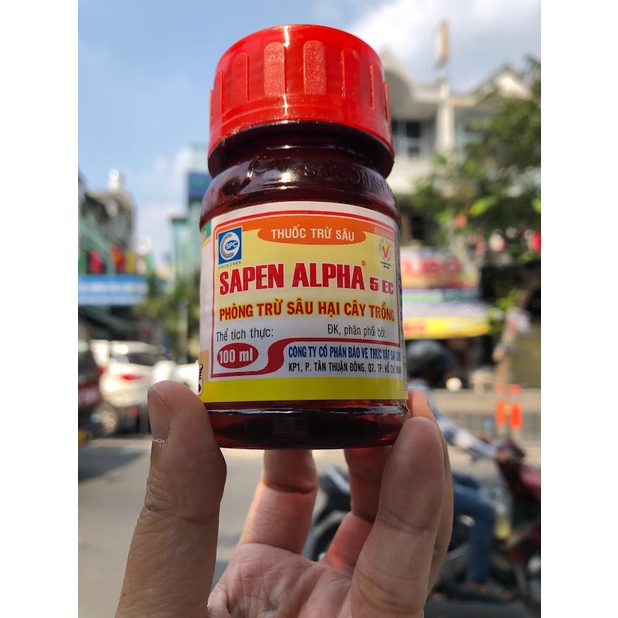 THUỐC TRỪ SÂU
SPC
SAPEN ALPHA® 5 EC
PHÒNG TRỪ SÂU HẠI CÂY TRỒNG
Thể tích thực:
ĐK, phân phối bởi:
100 ml
CÔNG TY CỔ PHẦN BẢO VỆ THỰC VẬT
KP1, P. TÂN THUẬN ĐÔNG, Q7, TP. HỒ CHÍ MINH